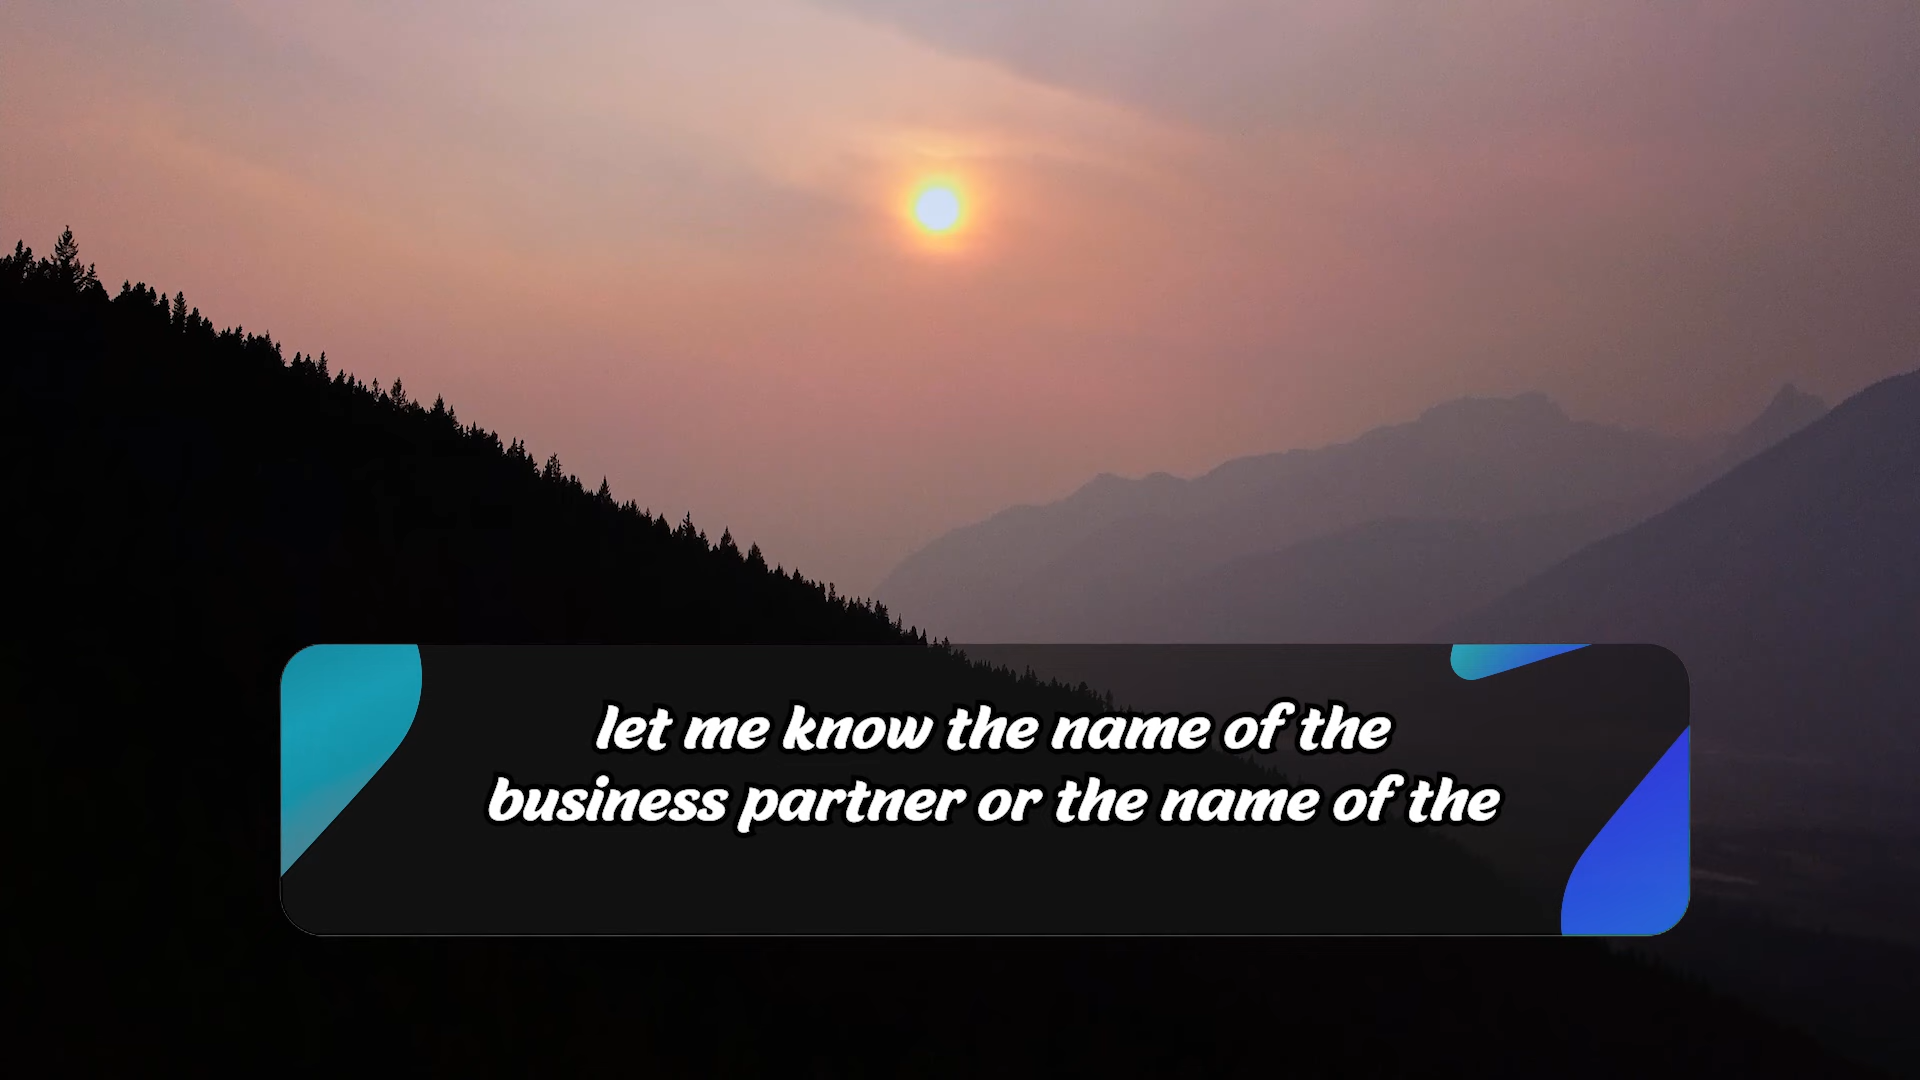 let me know the name of the
business partner or the name of the